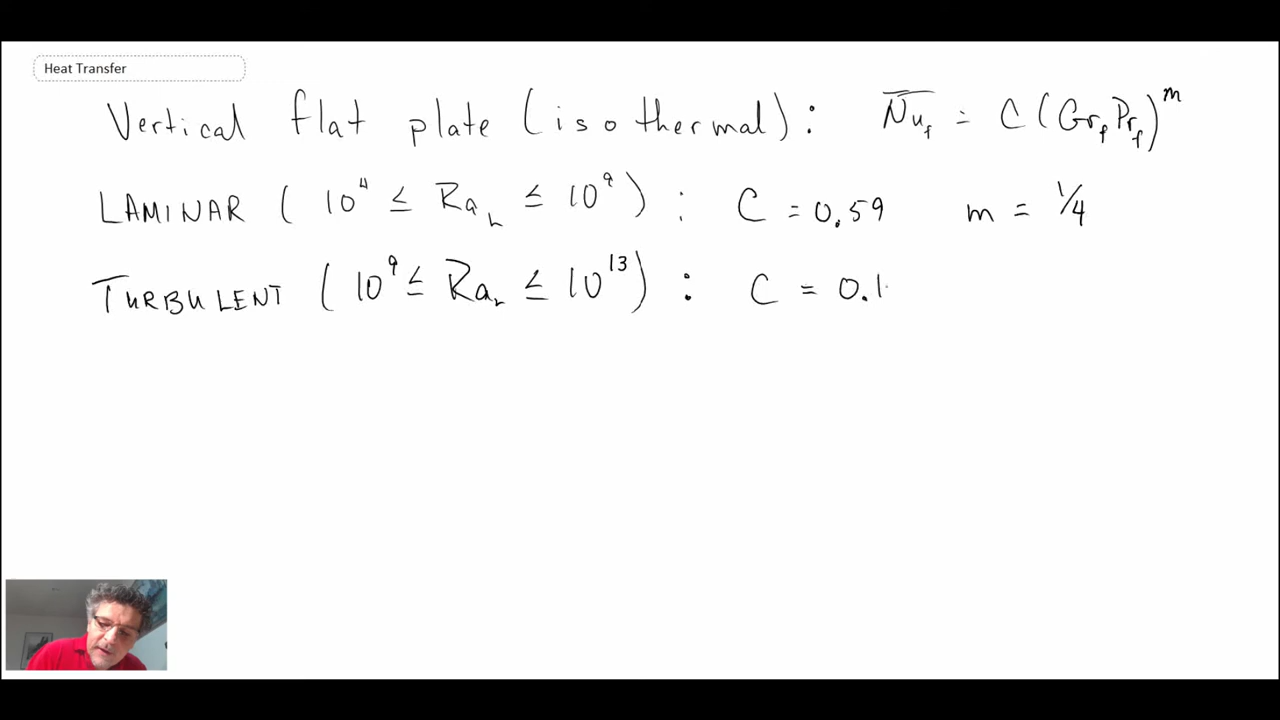 Heat Transfer
Vertical flat plate (isothermal): N̅u̅_f = C(Gr_f Pr_f)^m
LAMINAR (10^4 ≤ Ra_L ≤ 10^9): C = 0.59 m = 1/4
TURBULENT (10^9 ≤ Ra_L ≤ 10^13): C = 0.1